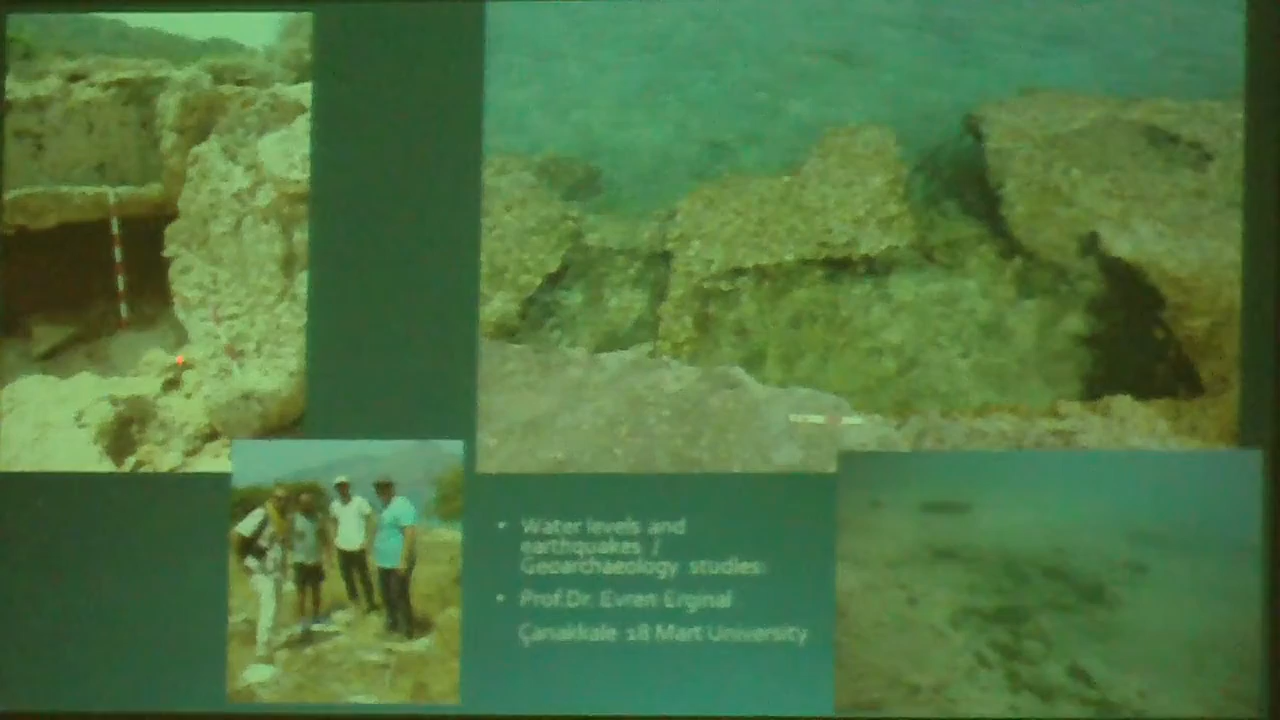 • Water levels and
earthquakes /
Geoarchaeology studies
• Prof.Dr. Evren Erginal
Çanakkale 18 Mart University